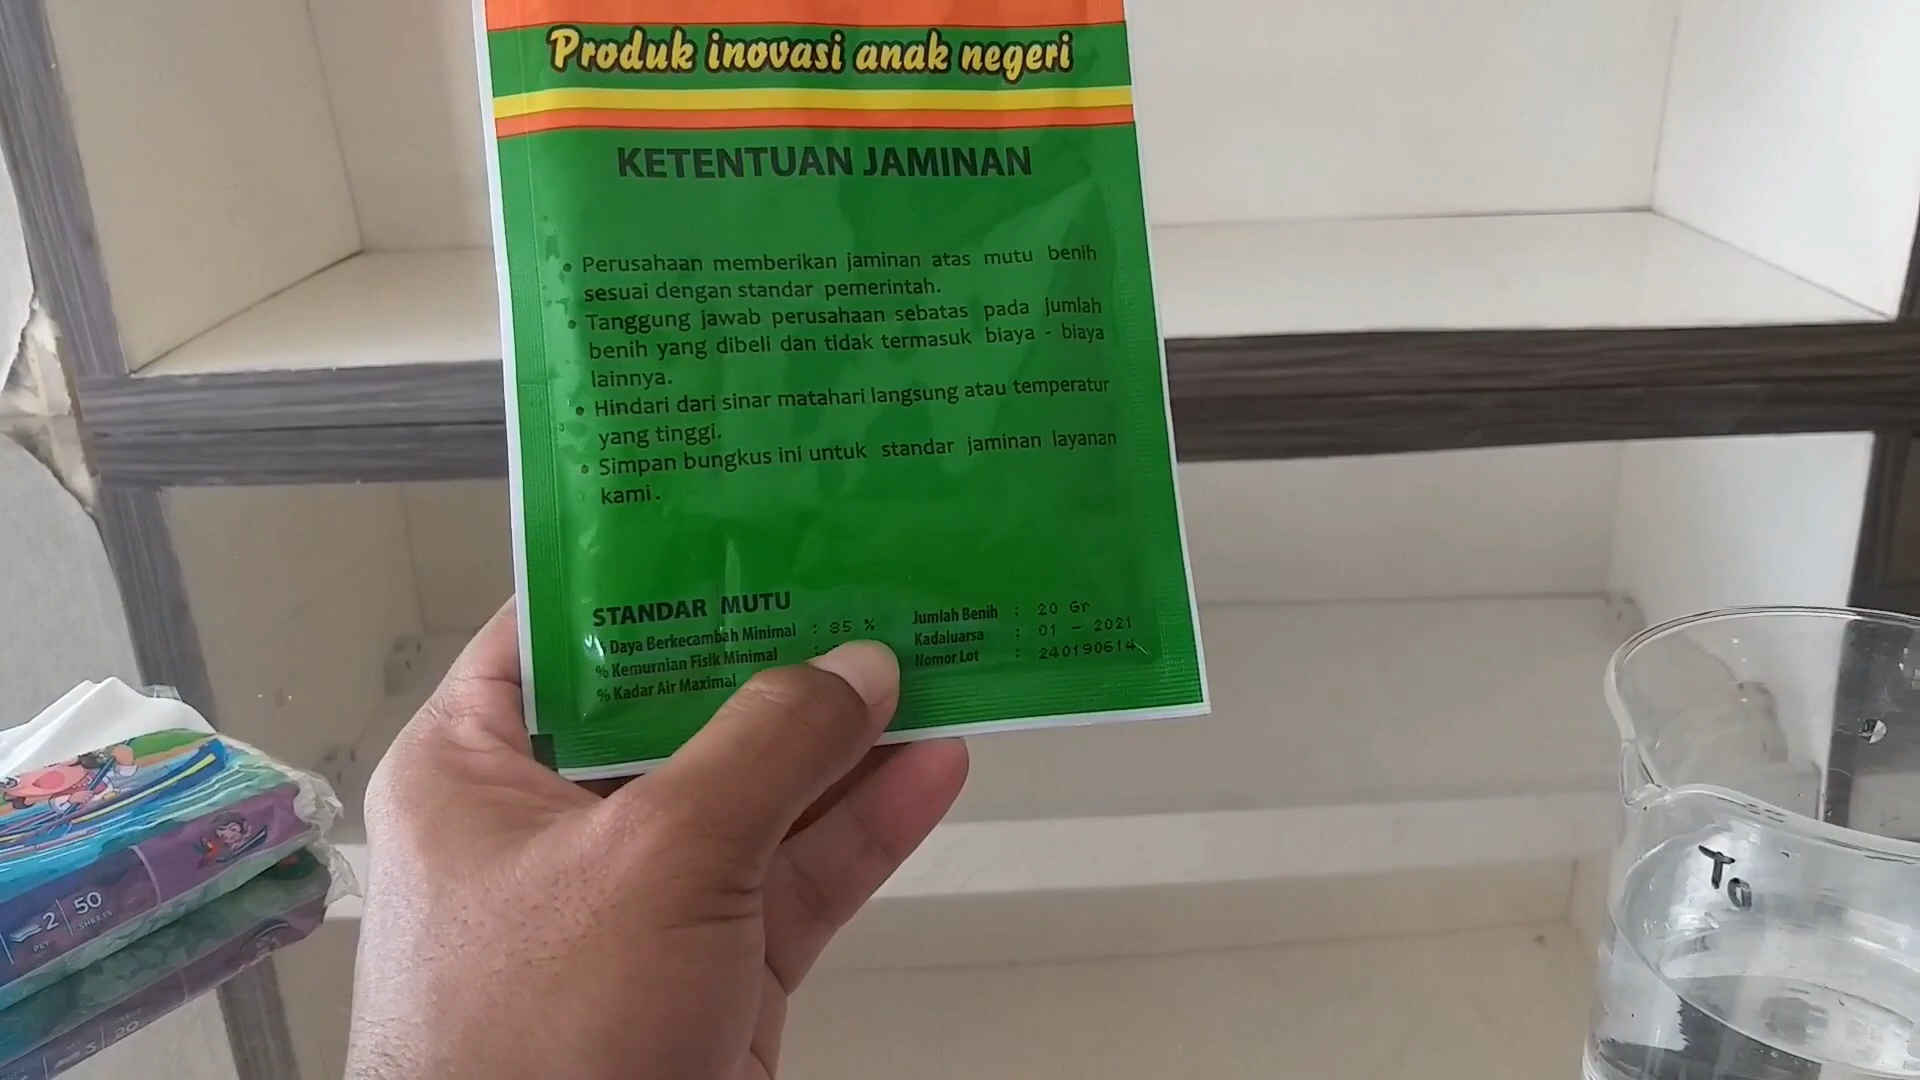 Produk inovasi anak negeri
KETENTUAN JAMINAN
• Perusahaan memberikan jaminan atas mutu benih
sesuai dengan standar pemerintah.
• Tanggung jawab perusahaan sebatas pada jumlah
benih yang dibeli dan tidak termasuk biaya - biaya
lainnya.
• Hindari dari sinar matahari langsung atau temperatur
yang tinggi.
• Simpan bungkus ini untuk standar jaminan layanan
kami.
STANDAR MUTU
% Daya Berkecambah Minimal : 85 %
% Kemurnian Fisik Minimal :
% Kadar Air Maximal
Jumlah Benih : 20 Gr
Kadaluarsa : 01 - 2021
Nomor Lot : 240190614
2 PLY
50 SHEETS
20